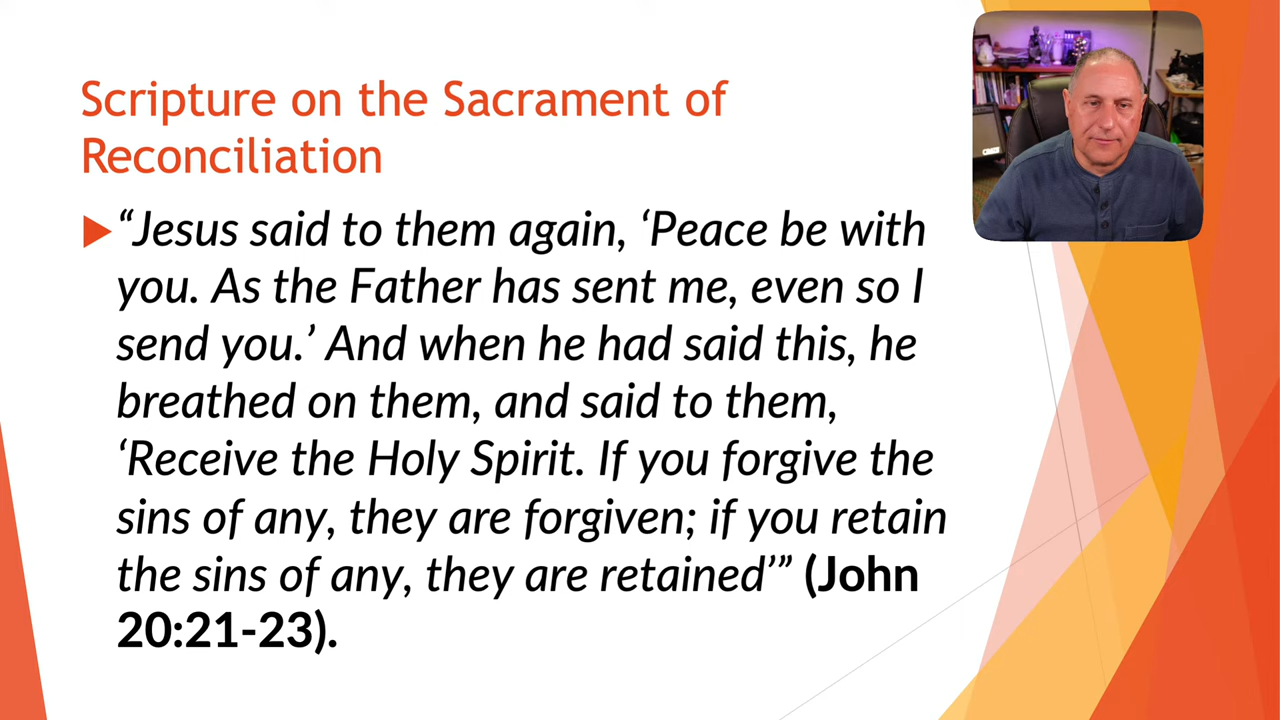 Scripture on the Sacrament of
Reconciliation
“Jesus said to them again, ‘Peace be with
you. As the Father has sent me, even so I
send you.’ And when he had said this, he
breathed on them, and said to them,
‘Receive the Holy Spirit. If you forgive the
sins of any, they are forgiven; if you retain
the sins of any, they are retained’” (John
20:21-23).